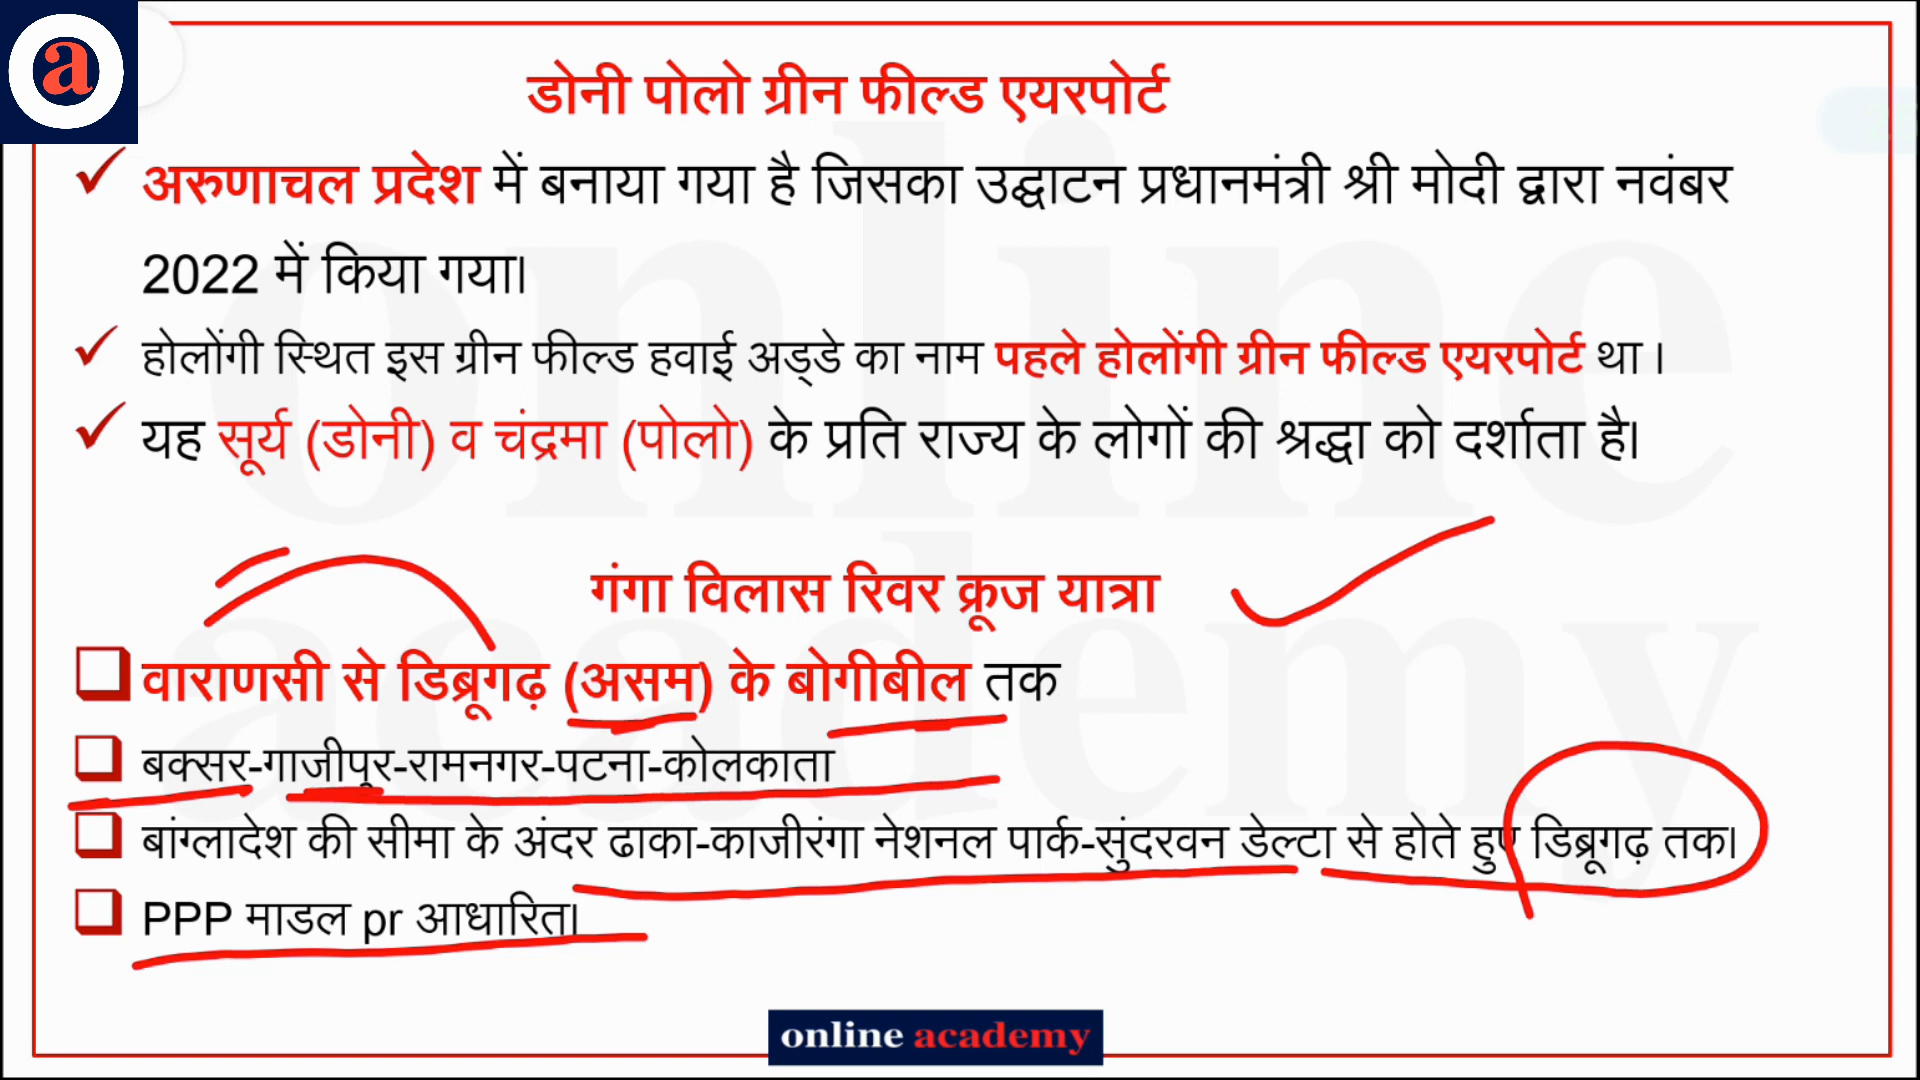 a
डोनी पोलो ग्रीन फील्ड एयरपोर्ट
अरुणाचल प्रदेश में बनाया गया है जिसका उद्घाटन प्रधानमंत्री श्री मोदी द्वारा नवंबर
2022 में किया गया।
होलोंगी स्थित इस ग्रीन फील्ड हवाई अड्डे का नाम पहले होलोंगी ग्रीन फील्ड एयरपोर्ट था ।
यह सूर्य (डोनी) व चंद्रमा (पोलो) के प्रति राज्य के लोगों की श्रद्धा को दर्शाता है।
गंगा विलास रिवर क्रूज यात्रा
वाराणसी से डिब्रूगढ़ (असम) के बोगीबील तक
बक्सर-गाजीपुर-रामनगर-पटना-कोलकाता
बांग्लादेश की सीमा के अंदर ढाका-काजीरंगा नेशनल पार्क-सुंदरवन डेल्टा से होते हुए डिब्रूगढ़ तक।
PPP माडल pr आधारित।
online academy
online academy